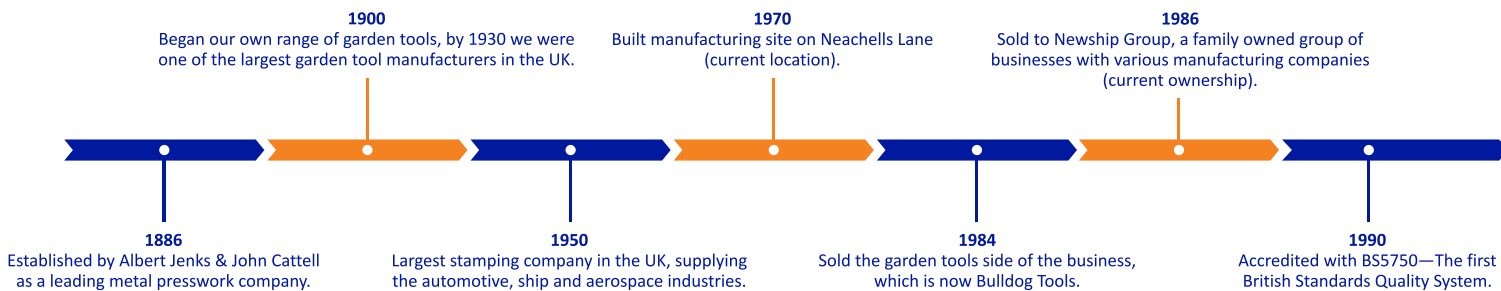 1886
Established by Albert Jenks & John Cattell
as a leading metal presswork company.
1900
Began our own range of garden tools, by 1930 we were
one of the largest garden tool manufacturers in the UK.
1950
Largest stamping company in the UK, supplying
the automotive, ship and aerospace industries.
1970
Built manufacturing site on Neachells Lane
(current location).
1984
Sold the garden tools side of the business,
which is now Bulldog Tools.
1986
Sold to Newship Group, a family owned group of
businesses with various manufacturing companies
(current ownership).
1990
Accredited with BS5750—The first
British Standards Quality System.